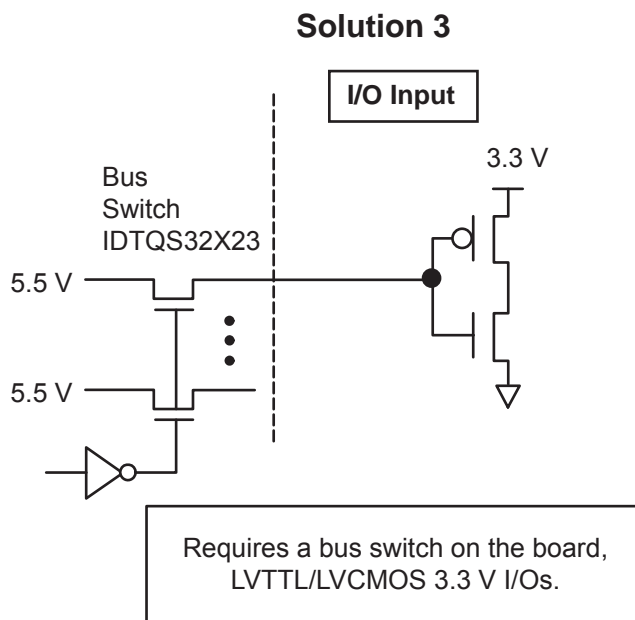 Solution 3
I/O Input
3.3 V
Bus
Switch
IDTQS32X23
5.5 V
5.5 V
Requires a bus switch on the board,
LVTTL/LVCMOS 3.3 V I/Os.